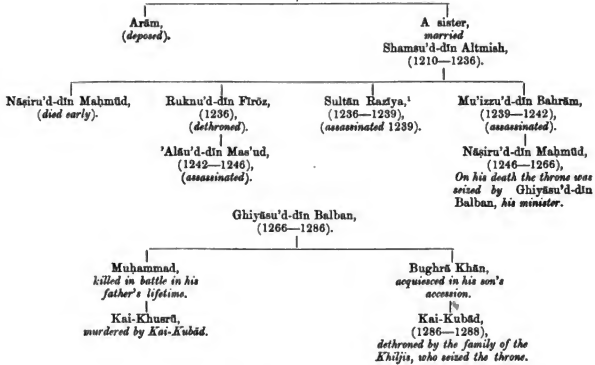 Arām,
(deposed).
A sister,
married
Shamsu'd-dīn Altmish,
(1210—1236).
Nāṣiru'd-dīn Maḥmūd,
(died early).
Ruknu'd-dīn Fīrōz,
(1236),
(dethroned).
'Alāu'd-dīn Mas'ud,
(1242—1246),
(assassinated).
Sultān Razīya,¹
(1236—1239),
(assassinated 1239).
Mu'izzu'd-dīn Bahrām,
(1239—1242),
(assassinated).
Nāṣiru'd-dīn Maḥmūd,
(1246—1266),
On his death the throne was
seized by Ghiyāsu'd-dīn
Balban, his minister.
Ghiyāsu'd-dīn Balban,
(1266—1286).
Muḥammad,
killed in battle in his
father's lifetime.
Kai-Khusrū,
murdered by Kai-Kubād.
Bughrā Khān,
acquiesced in his son's
accession.
Kai-Kubād,
(1286—1288),
dethroned by the family of the
Khiljis, who seized the throne.